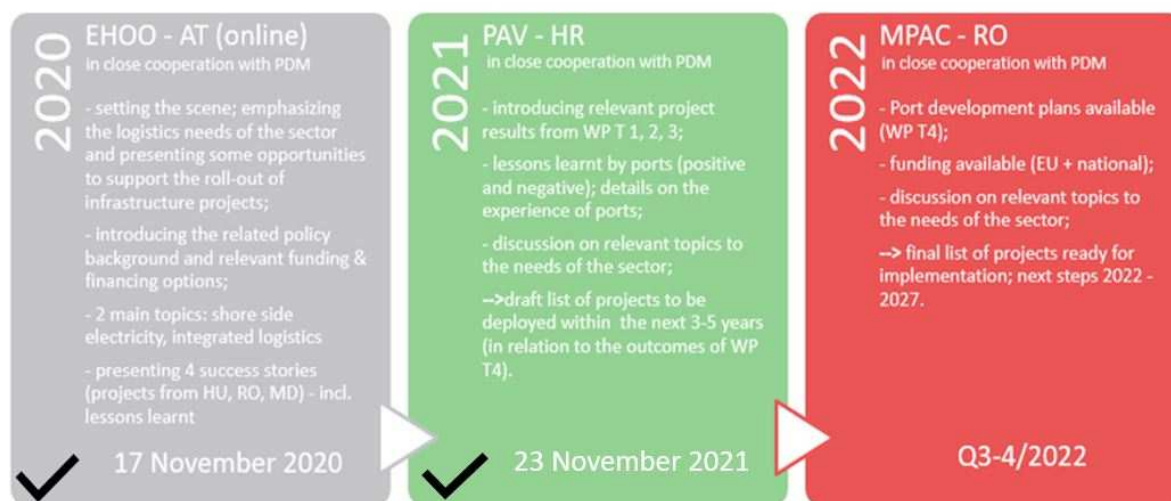 2020
EHOO - AT (online)
in close cooperation with PDM
- setting the scene; emphasizing
the logistics needs of the sector
and presenting some opportunities
to support the roll-out of
infrastructure projects;
- introducing the related policy
background and relevant funding &
financing options;
- 2 main topics: shore side
electricity, integrated logistics
- presenting 4 success stories
(projects from HU, RO, MD) - incl.
lessons learnt
17 November 2020
2021
PAV - HR
in close cooperation with PDM
- introducing relevant project
results from WP T 1, 2, 3;
- lessons learnt by ports (positive
and negative); details on the
experience of ports;
- discussion on relevant topics to
the needs of the sector;
-->draft list of projects to be
deployed within the next 3-5 years
(in relation to the outcomes of WP
T4).
23 November 2021
2022
MPAC - RO
in close cooperation with PDM
- Port development plans available
(WP T4);
- funding available (EU + national);
- discussion on relevant topics to
the needs of the sector;
--> final list of projects ready for
implementation; next steps 2022 -
2027.
Q3-4/2022